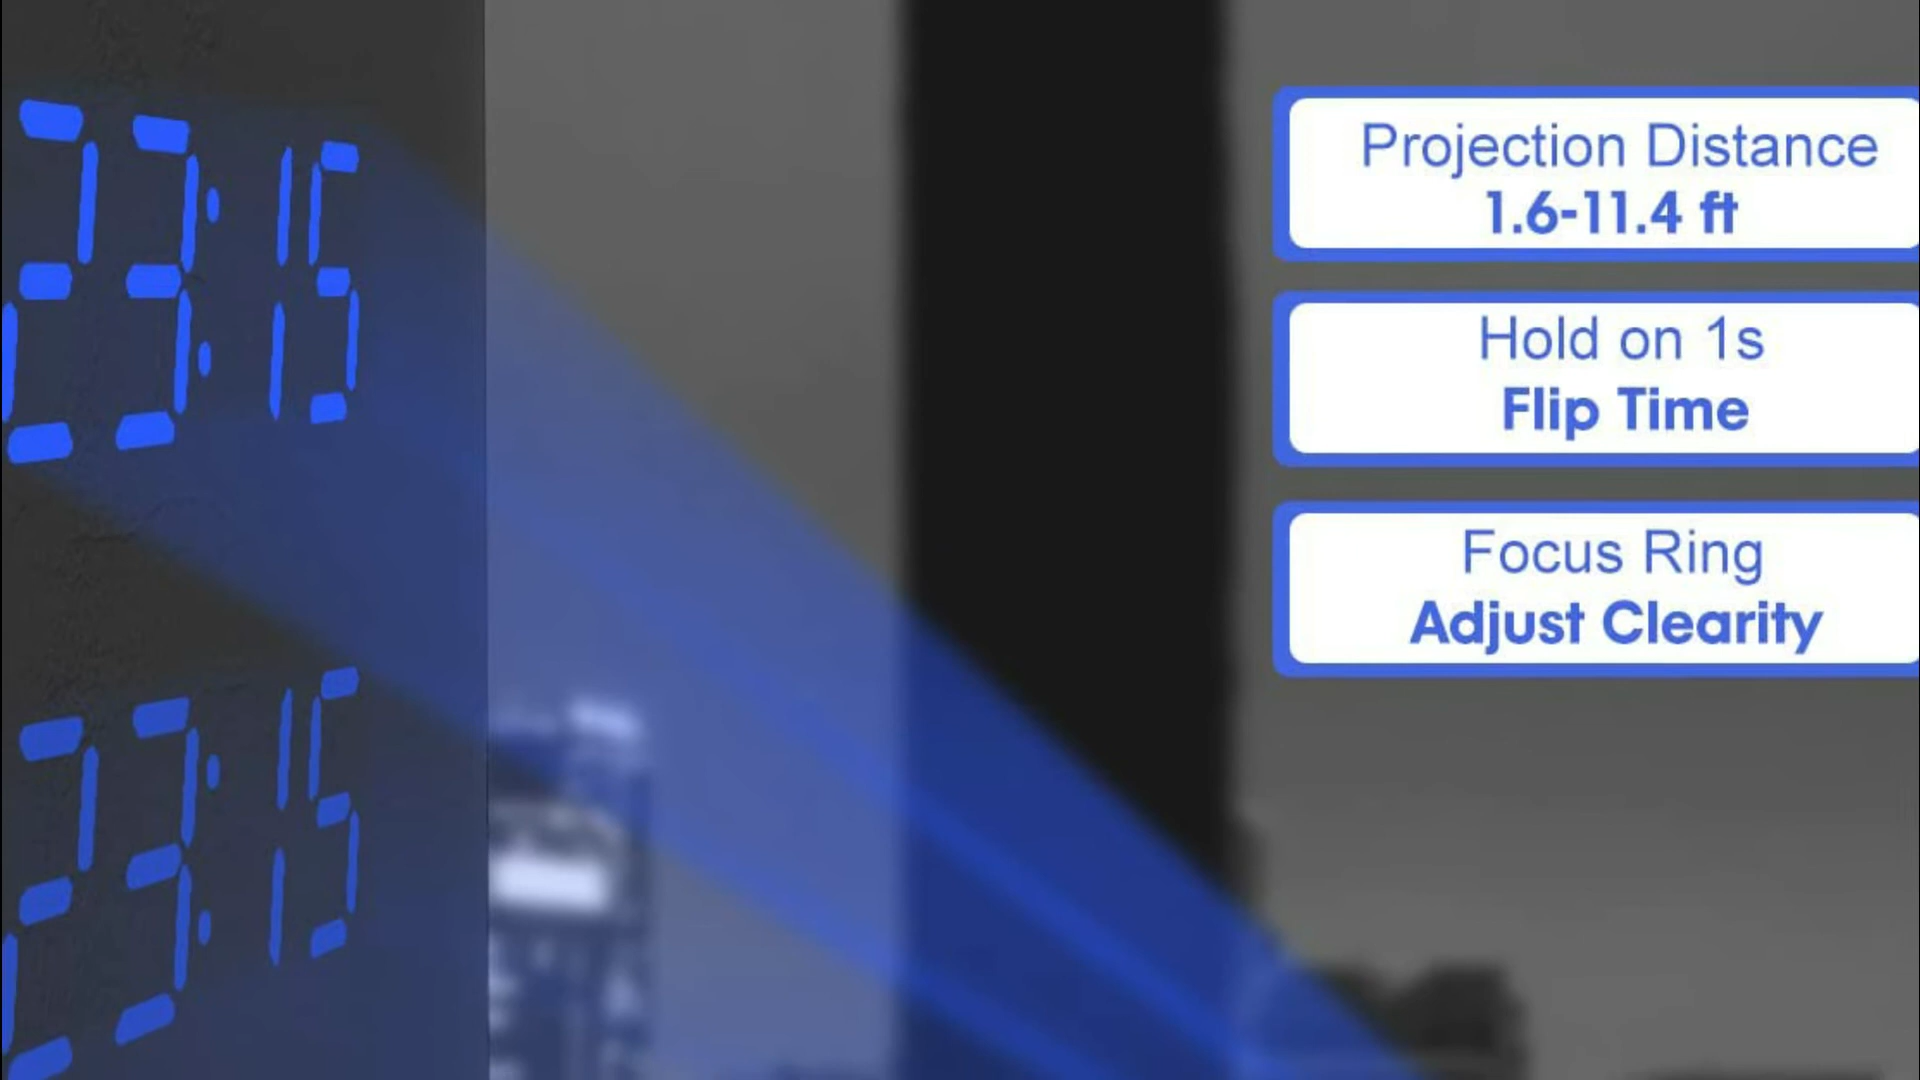 23:15
23:15
Projection Distance
1.6-11.4 ft
Hold on 1s
Flip Time
Focus Ring
Adjust Clearity